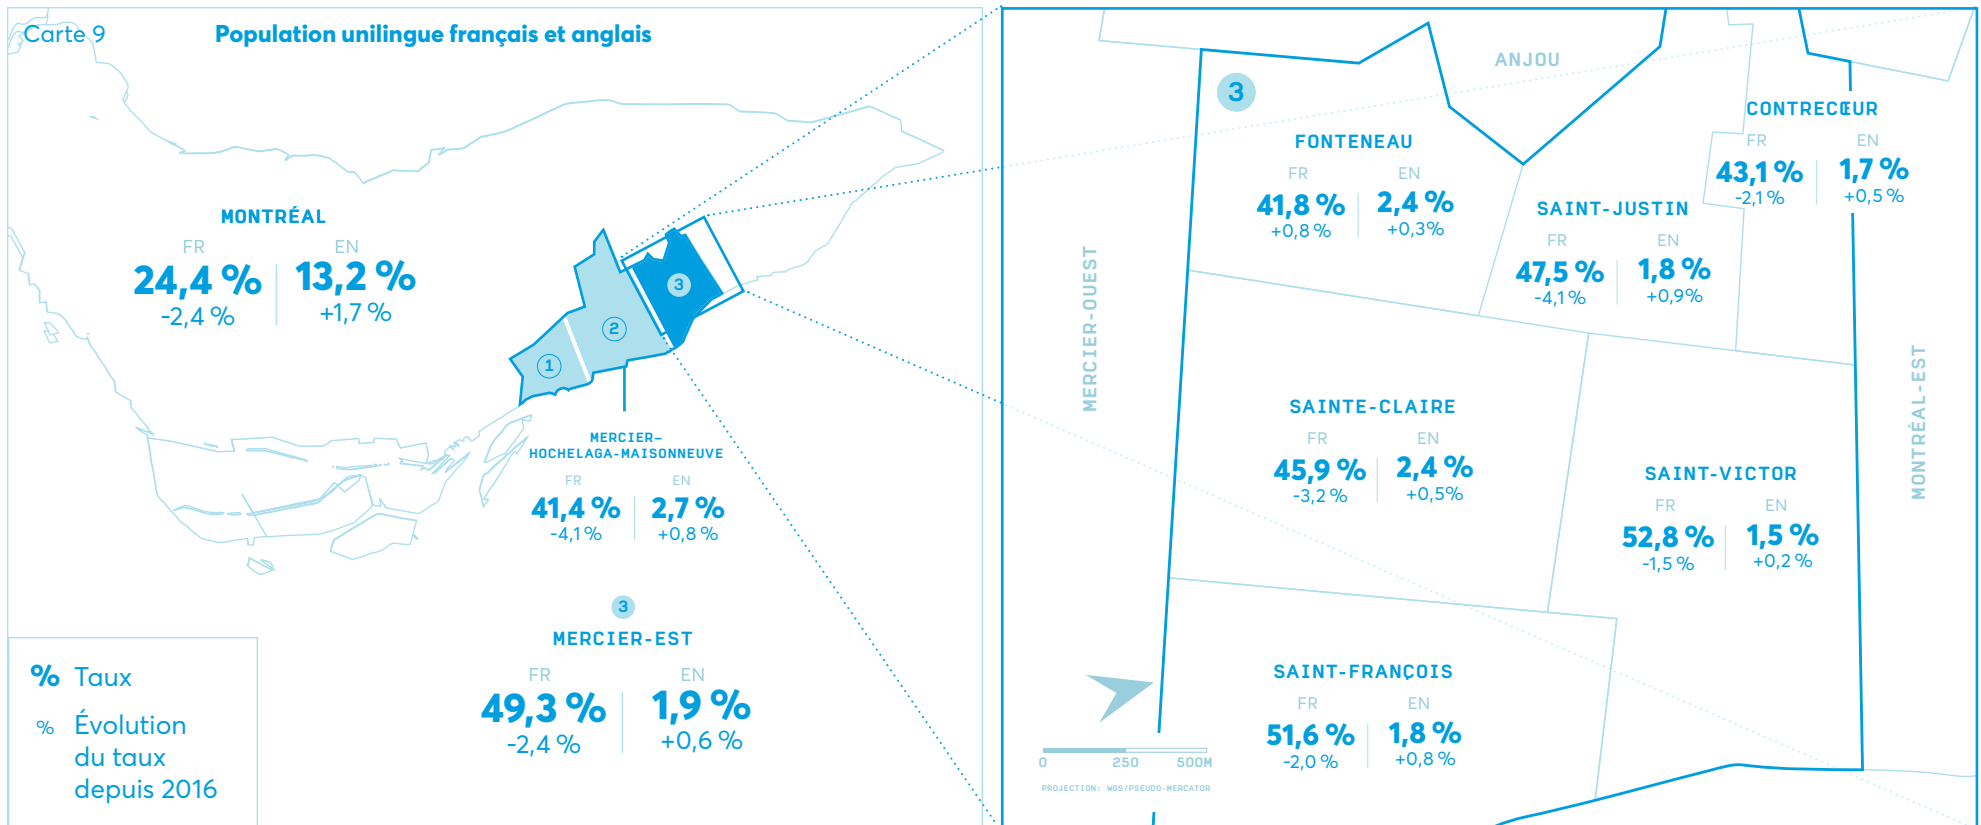 Carte 9
Population unilingue français et anglais
MONTRÉAL
FR EN
24,4 % 13,2 %
-2,4 % +1,7 %
1
2
3
MERCIER–
HOCHELAGA-MAISONNEUVE
FR EN
41,4 % 2,7 %
-4,1 % +0,8 %
3
MERCIER-EST
FR EN
49,3 % 1,9 %
-2,4 % +0,6 %
% Taux
% Évolution
du taux
depuis 2016
3
ANJOU
MERCIER-OUEST
MONTRÉAL-EST
FONTENEAU
FR EN
41,8 % 2,4 %
+0,8 % +0,3%
CONTRECŒUR
FR EN
43,1 % 1,7 %
-2,1 % +0,5 %
SAINT-JUSTIN
FR EN
47,5 % 1,8 %
-4,1 % +0,9%
SAINTE-CLAIRE
FR EN
45,9 % 2,4 %
-3,2 % +0,5%
SAINT-VICTOR
FR EN
52,8 % 1,5 %
-1,5 % +0,2 %
SAINT-FRANÇOIS
FR EN
51,6 % 1,8 %
-2,0 % +0,8 %
0 250 500M
PROJECTION: WGS/PSEUDO-MERCATOR